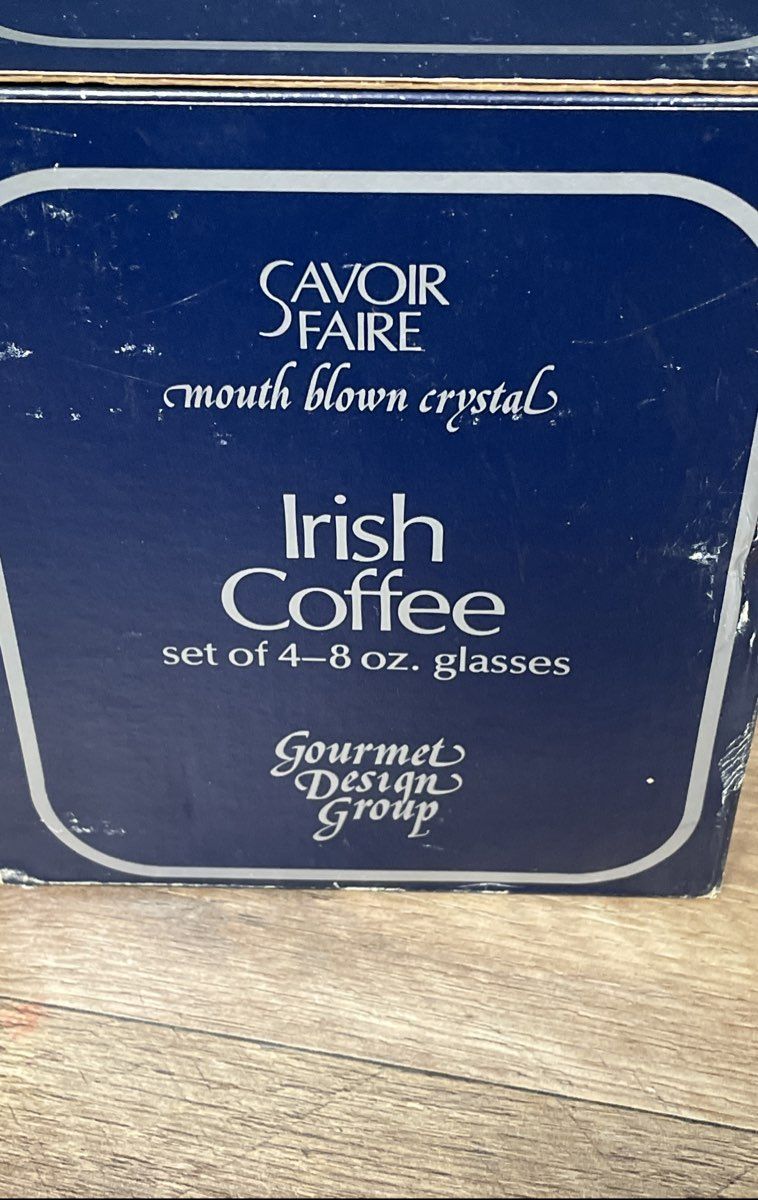 SAVOIR
FAIRE
mouth blown crystal
Irish
Coffee
set of 4–8 oz. glasses
Gourmet
Design
Group